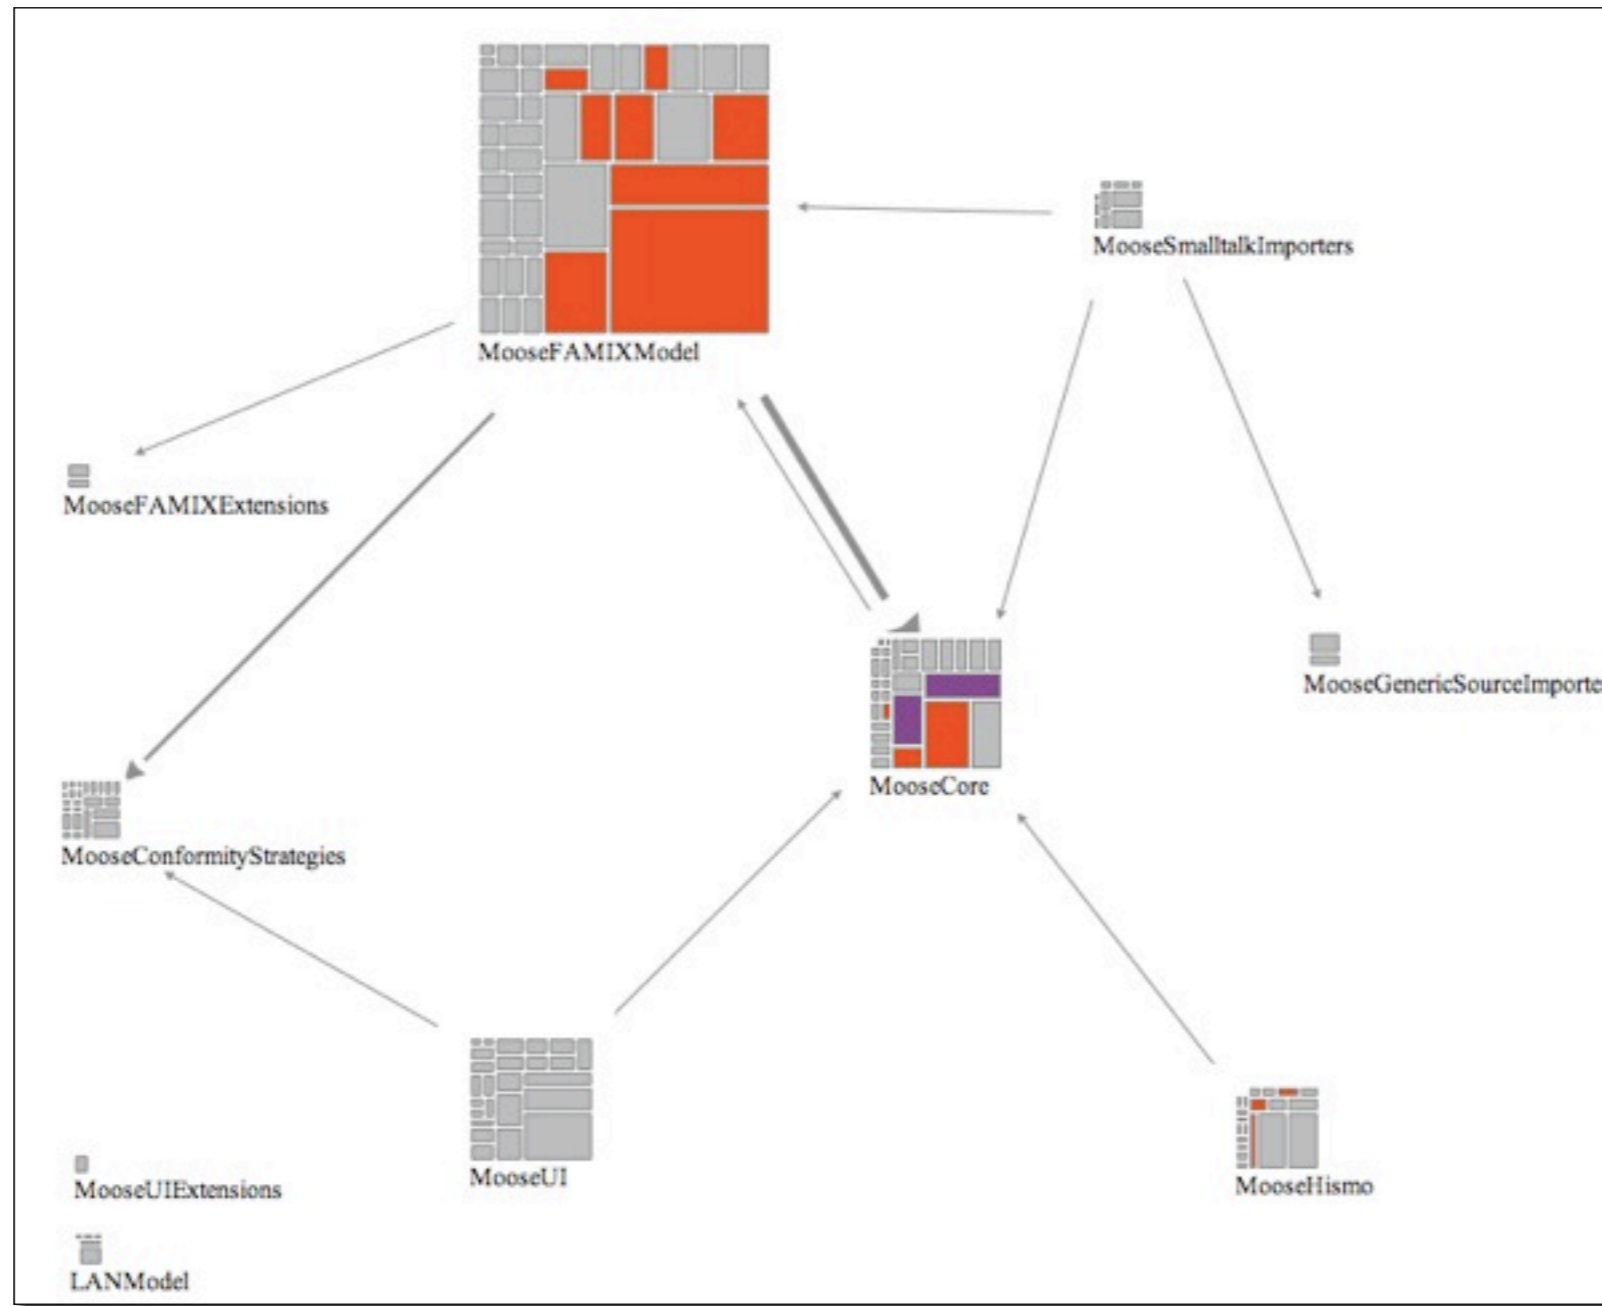 MooseSmalltalkImporters
MooseFAMIXModel
MooseFAMIXExtensions
MooseGenericSourceImporte
MooseCore
MooseConformityStrategies
MooseUI
MooseHismo
MooseUIExtensions
LANModel